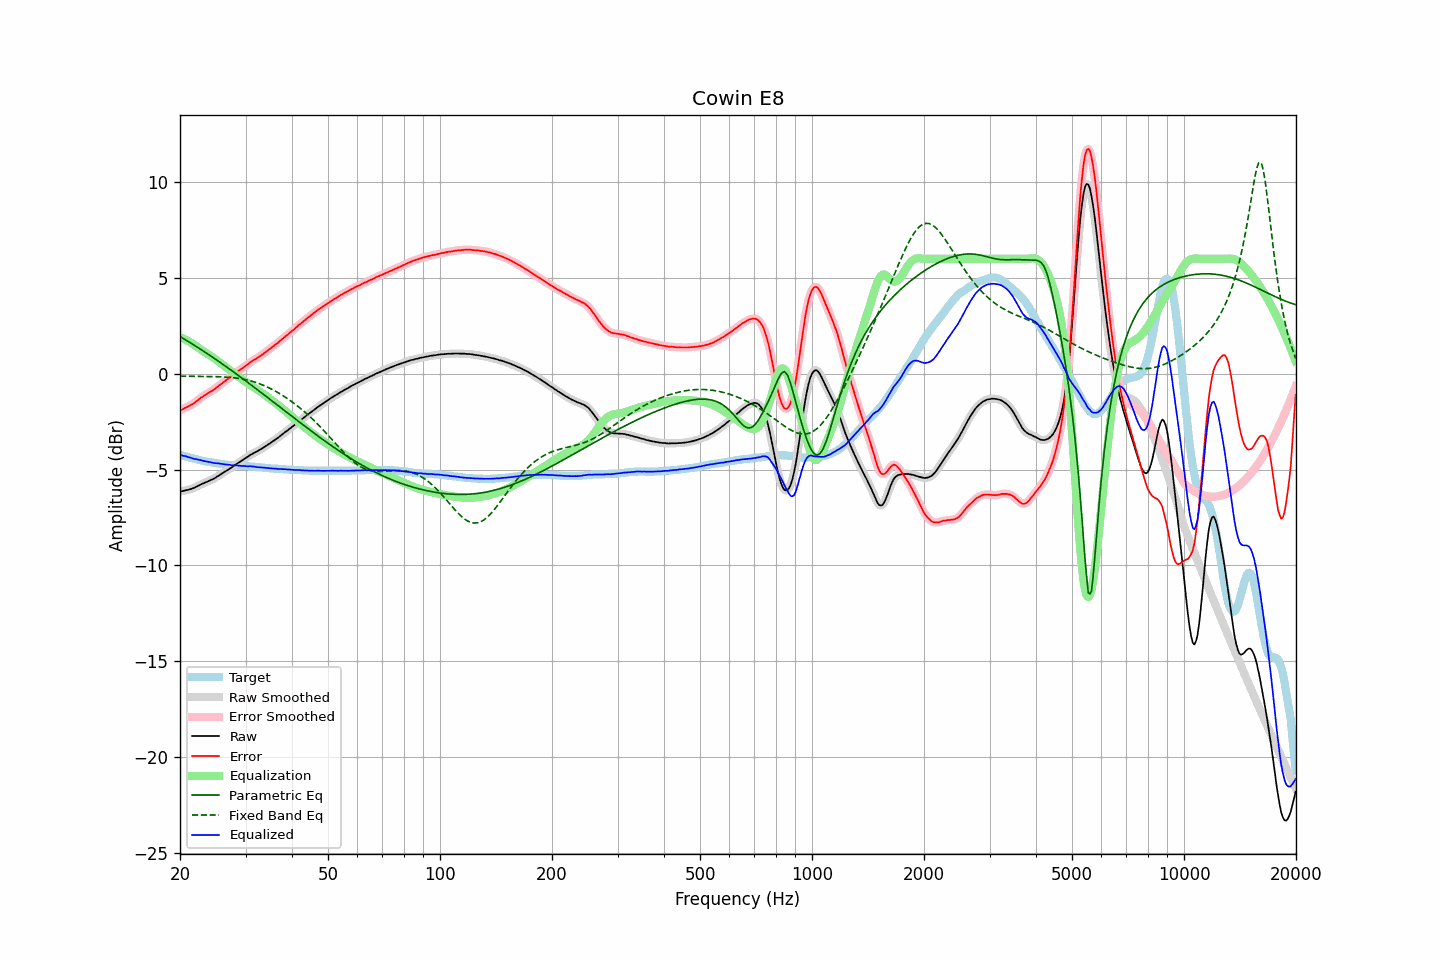 Cowin E8
Amplitude (dBr)
10
5
0
−5
−10
−15
−20
−25
Target
Raw Smoothed
Error Smoothed
Raw
Error
Equalization
Parametric Eq
Fixed Band Eq
Equalized
20 50 100 200 500 1000 2000 5000 10000 20000
Frequency (Hz)